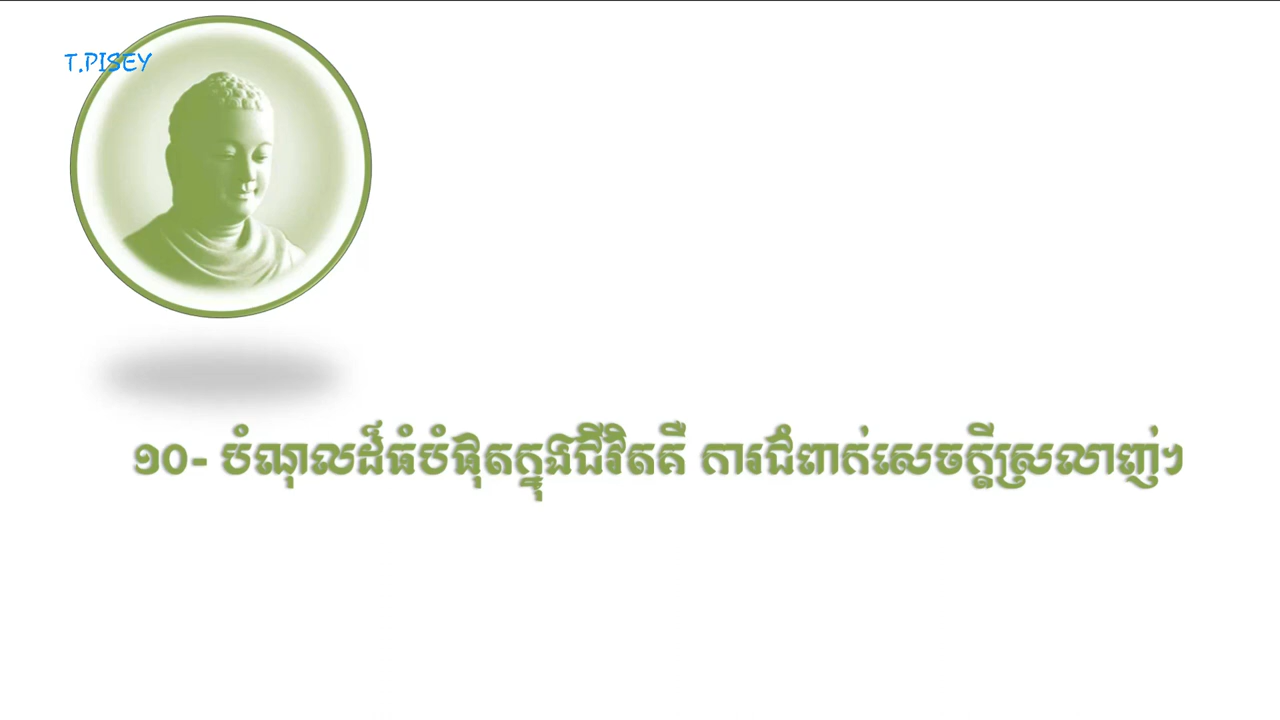 T.PISEY
១០- បំណុលដ៏ធំបំផុតក្នុងជីវិតគឺ ការជំពាក់សេចក្ដីស្រលាញ់។